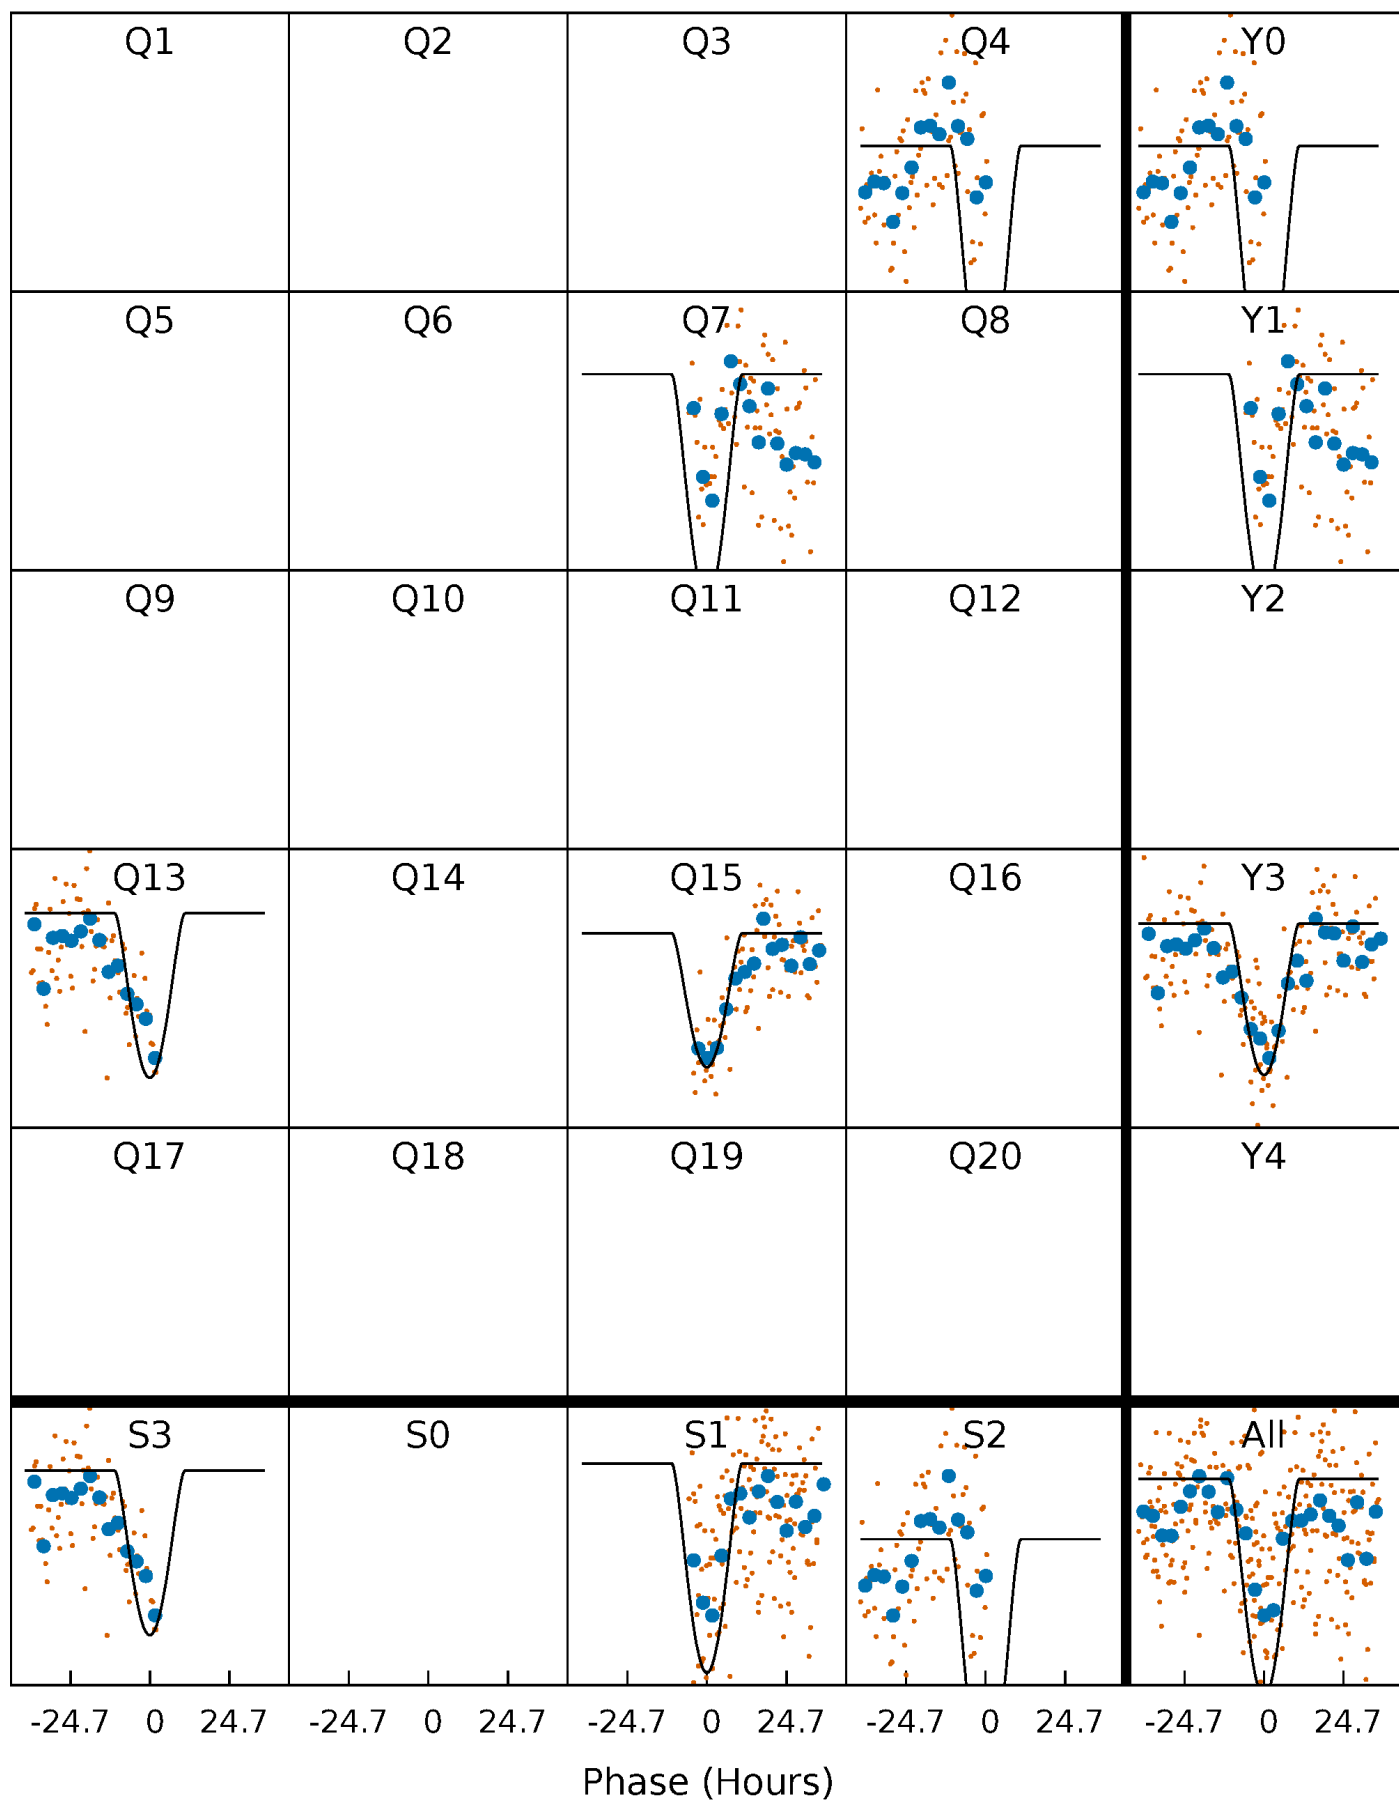 Q1 Q2 Q3 Q4 Y0
Q5 Q6 Q7 Q8 Y1
Q9 Q10 Q11 Q12 Y2
Q13 Q14 Q15 Q16 Y3
Q17 Q18 Q19 Q20 Y4
S3 S0 S1 S2 All
-24.7 0 24.7 -24.7 0 24.7 -24.7 0 24.7 -24.7 0 24.7 -24.7 0 24.7
Phase (Hours)